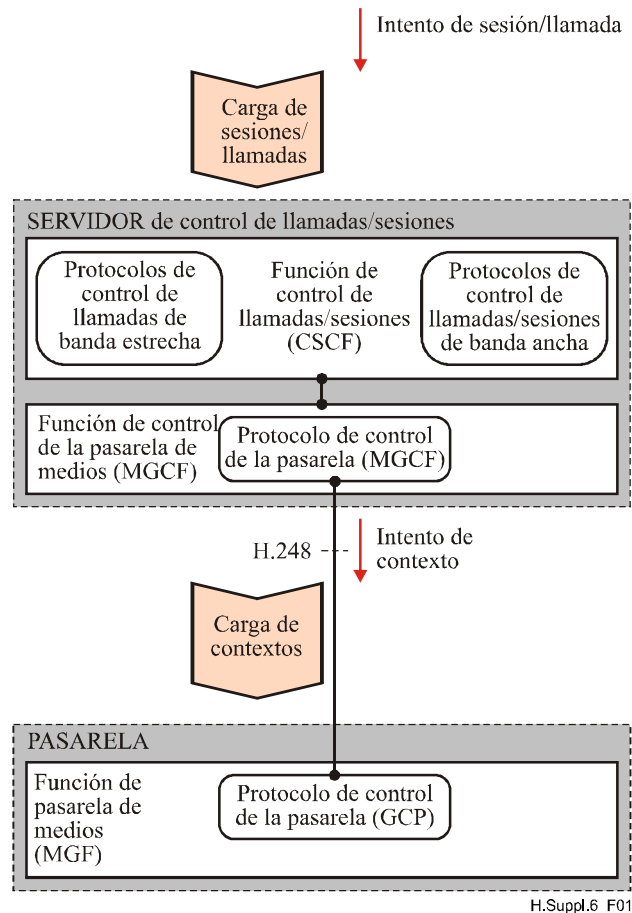 Intento de sesión/llamada
Carga de
sesiones/
llamadas
SERVIDOR de control de llamadas/sesiones
Protocolos de
control de
llamadas de
banda estrecha
Función de
control de
llamadas/sesiones
(CSCF)
Protocolos de
control de
llamadas/sesiones
de banda ancha
Función de control
de la pasarela de
medios (MGCF)
Protocolo de control
de la pasarela (MGCF)
H.248
Intento de
contexto
Carga de
contextos
PASARELA
Función de
pasarela de
medios
(MGF)
Protocolo de control
de la pasarela (GCP)
H.Suppl.6_F01